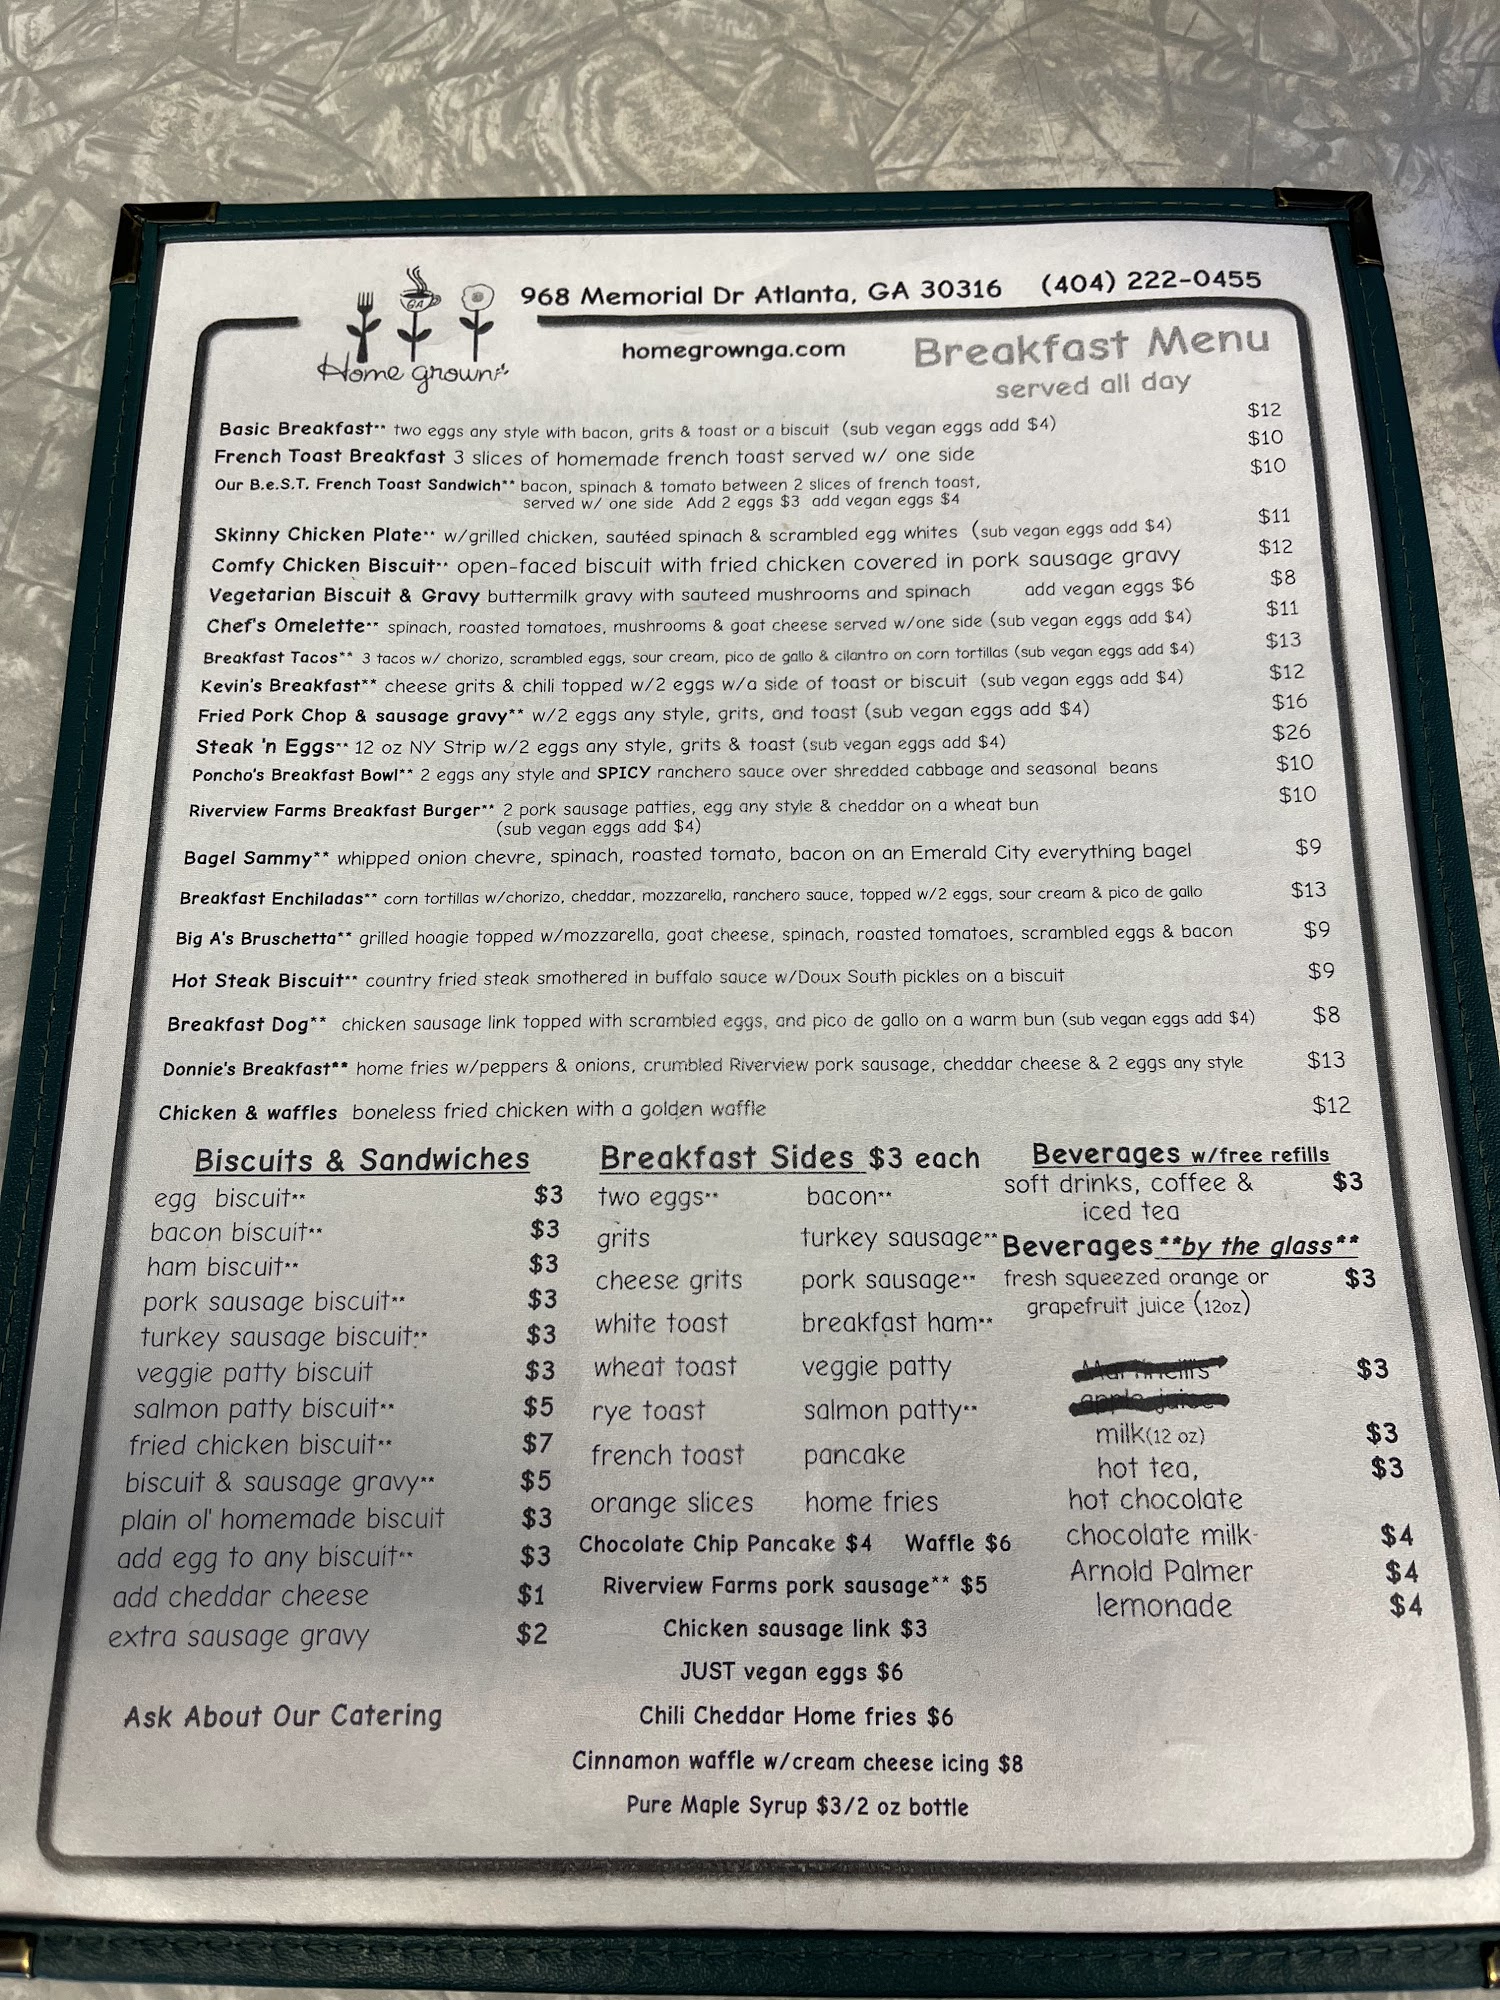 968 Memorial Dr Atlanta, GA 30316 (404) 222-0455
GA
Home grown
homegrownga.com
Breakfast Menu
served all day
Basic Breakfast** two eggs any style with bacon, grits & toast or a biscuit (sub vegan eggs add $4) $12
French Toast Breakfast 3 slices of homemade french toast served w/ one side $10
Our B.e.S.T. French Toast Sandwich** bacon, spinach & tomato between 2 slices of french toast, $10
served w/ one side Add 2 eggs $3 add vegan eggs $4
Skinny Chicken Plate** w/grilled chicken, sautéed spinach & scrambled egg whites (sub vegan eggs add $4) $11
Comfy Chicken Biscuit** open-faced biscuit with fried chicken covered in pork sausage gravy $12
Vegetarian Biscuit & Gravy buttermilk gravy with sauteed mushrooms and spinach add vegan eggs $6 $8
Chef's Omelette** spinach, roasted tomatoes, mushrooms & goat cheese served w/one side (sub vegan eggs add $4) $11
Breakfast Tacos** 3 tacos w/ chorizo, scrambled eggs, sour cream, pico de gallo & cilantro on corn tortillas (sub vegan eggs add $4) $13
Kevin's Breakfast** cheese grits & chili topped w/2 eggs w/a side of toast or biscuit (sub vegan eggs add $4) $12
Fried Pork Chop & sausage gravy** w/2 eggs any style, grits, and toast (sub vegan eggs add $4) $16
Steak 'n Eggs** 12 oz NY Strip w/2 eggs any style, grits & toast (sub vegan eggs add $4) $26
Poncho's Breakfast Bowl** 2 eggs any style and SPICY ranchero sauce over shredded cabbage and seasonal beans $10
Riverview Farms Breakfast Burger** 2 pork sausage patties, egg any style & cheddar on a wheat bun $10
(sub vegan eggs add $4)
Bagel Sammy** whipped onion chevre, spinach, roasted tomato, bacon on an Emerald City everything bagel $9
Breakfast Enchiladas** corn tortillas w/chorizo, cheddar, mozzarella, ranchero sauce, topped w/2 eggs, sour cream & pico de gallo $13
Big A's Bruschetta** grilled hoagie topped w/mozzarella, goat cheese, spinach, roasted tomatoes, scrambled eggs & bacon $9
Hot Steak Biscuit** country fried steak smothered in buffalo sauce w/Doux South pickles on a biscuit $9
Breakfast Dog** chicken sausage link topped with scrambled eggs, and pico de gallo on a warm bun (sub vegan eggs add $4) $8
Donnie's Breakfast** home fries w/peppers & onions, crumbled Riverview pork sausage, cheddar cheese & 2 eggs any style $13
Chicken & waffles boneless fried chicken with a golden waffle $12
Biscuits & Sandwiches
egg biscuit** $3
bacon biscuit** $3
ham biscuit** $3
pork sausage biscuit** $3
turkey sausage biscuit** $3
veggie patty biscuit $3
salmon patty biscuit** $5
fried chicken biscuit** $7
biscuit & sausage gravy** $5
plain ol' homemade biscuit $3
add egg to any biscuit** $3
add cheddar cheese $1
extra sausage gravy $2
Ask About Our Catering
Breakfast Sides $3 each
two eggs** bacon**
grits turkey sausage**
cheese grits pork sausage**
white toast breakfast ham**
wheat toast veggie patty
rye toast salmon patty**
french toast pancake
orange slices home fries
Chocolate Chip Pancake $4 Waffle $6
Riverview Farms pork sausage** $5
Chicken sausage link $3
JUST vegan eggs $6
Chili Cheddar Home fries $6
Cinnamon waffle w/cream cheese icing $8
Pure Maple Syrup $3/2 oz bottle
Beverages w/free refills
soft drinks, coffee & $3
iced tea
Beverages **by the glass**
fresh squeezed orange or $3
grapefruit juice (12oz)
Martinelli's $3
apple juice
milk(12 oz) $3
hot tea, $3
hot chocolate
chocolate milk $4
Arnold Palmer $4
lemonade $4